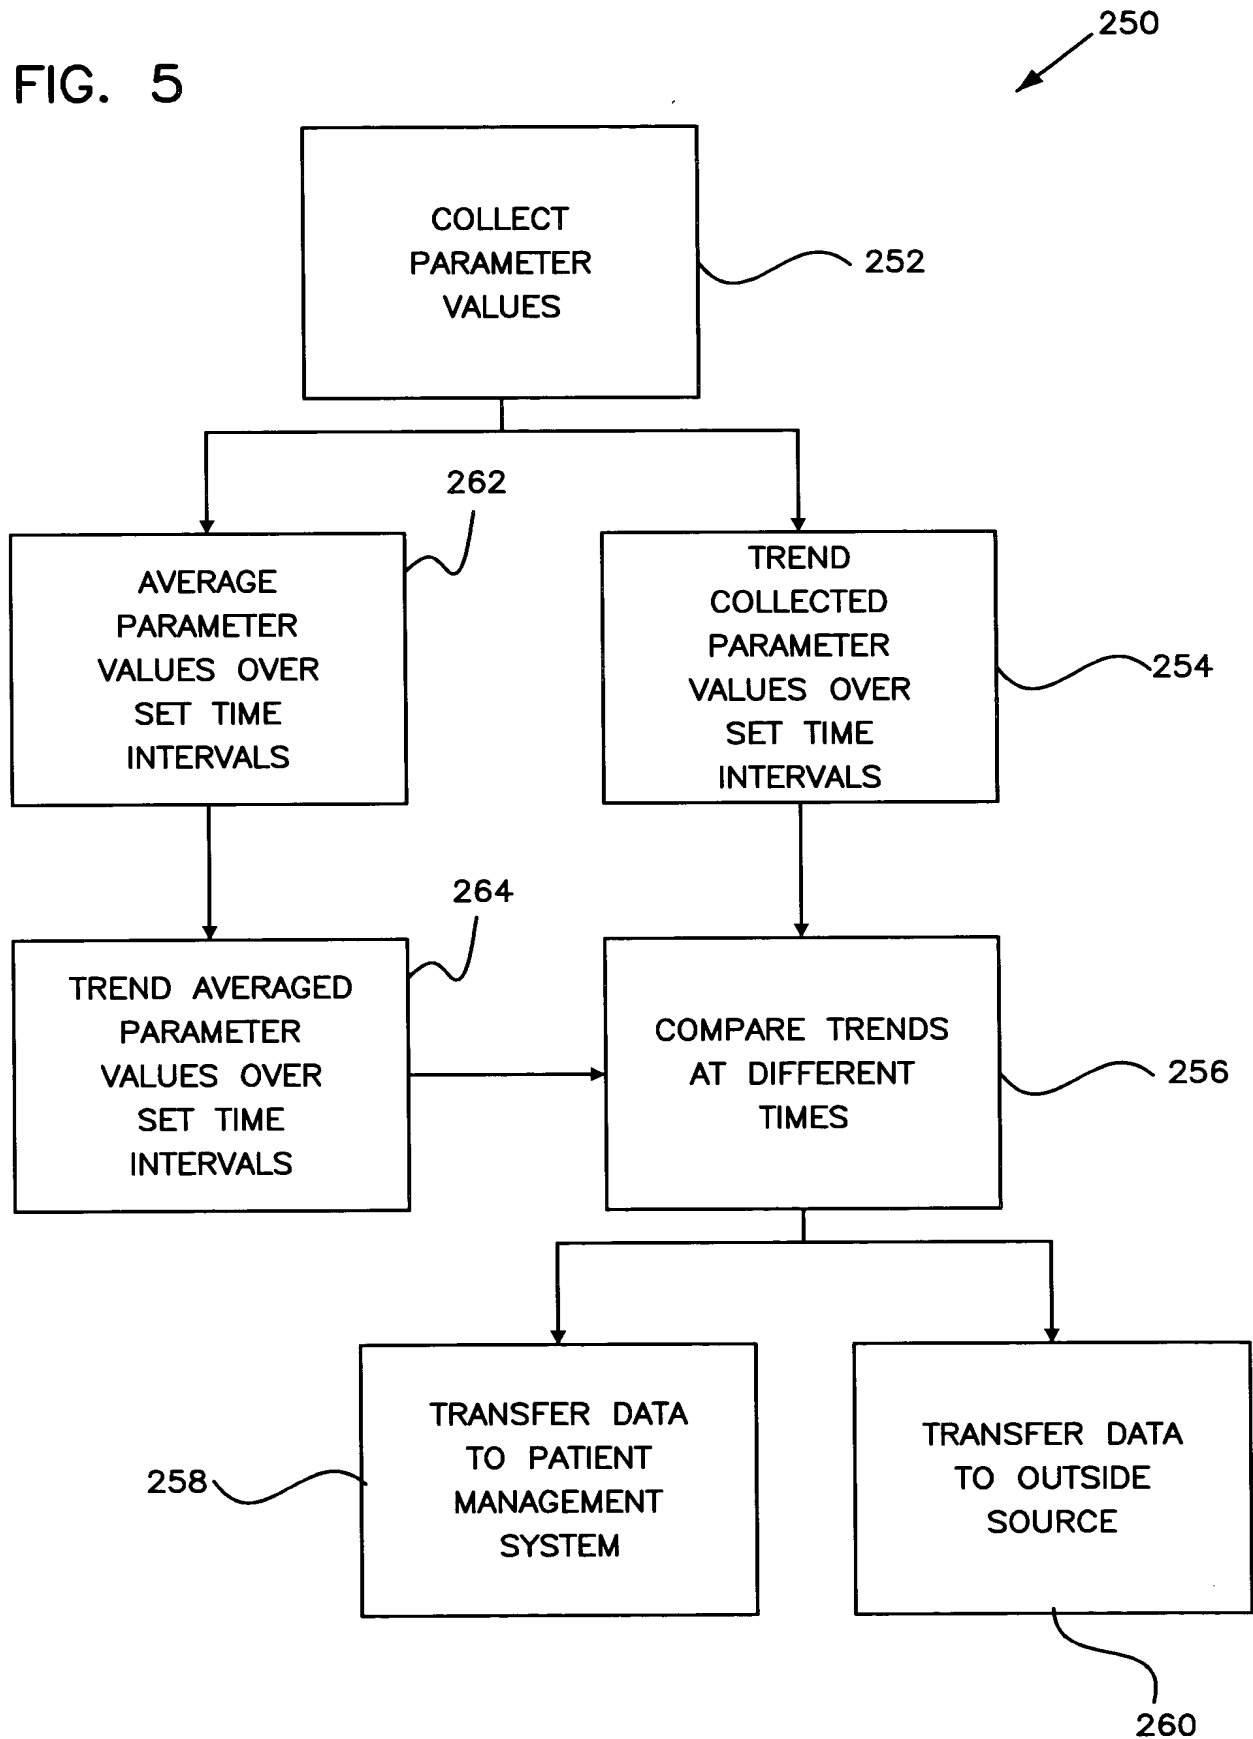 250
FIG. 5
COLLECT
PARAMETER
VALUES
252
262
AVERAGE
PARAMETER
VALUES OVER
SET TIME
INTERVALS
TREND
COLLECTED
PARAMETER
VALUES OVER
SET TIME
INTERVALS
254
264
TREND AVERAGED
PARAMETER
VALUES OVER
SET TIME
INTERVALS
COMPARE TRENDS
AT DIFFERENT
TIMES
256
258
TRANSFER DATA
TO PATIENT
MANAGEMENT
SYSTEM
TRANSFER DATA
TO OUTSIDE
SOURCE
260